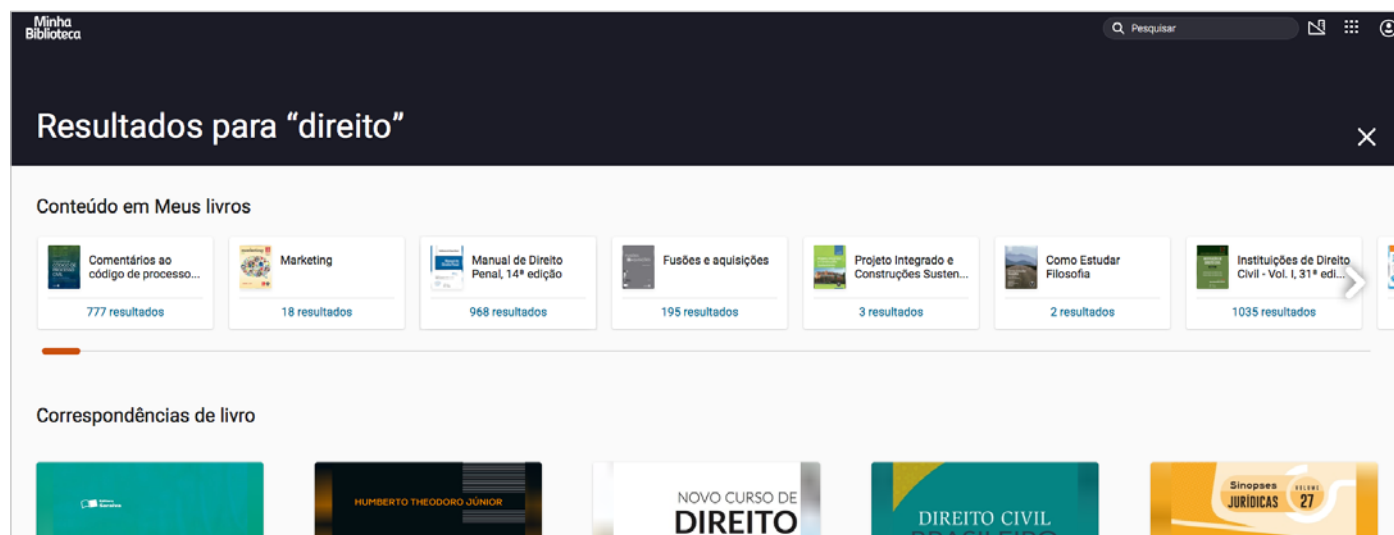 Minha
Biblioteca
Pesquisar
Resultados para “direito”
Conteúdo em Meus livros
Comentários ao
código de processo...
777 resultados
Marketing
18 resultados
Manual de Direito
Penal, 14ª edição
968 resultados
Fusões e aquisições
195 resultados
Projeto Integrado e
Construções Susten...
3 resultados
Como Estudar
Filosofia
2 resultados
Instituições de Direito
Civil - Vol. I, 31ª edi...
1035 resultados
Correspondências de livro
HUMBERTO THEODORO JÚNIOR
NOVO CURSO DE
DIREITO
DIREITO CIVIL
BRASILEIRO
Sinopses
JURÍDICAS
VOLUME
27